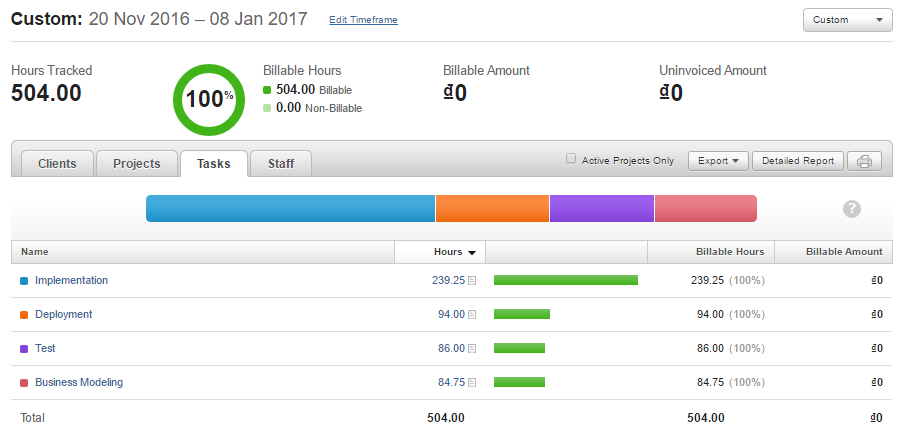 Custom: 20 Nov 2016 – 08 Jan 2017 Edit Timeframe Custom
Hours Tracked Billable Hours Billable Amount Uninvoiced Amount
504.00 100% 504.00 Billable ₫0 ₫0
0.00 Non-Billable
Clients Projects Tasks Staff Active Projects Only Export Detailed Report
?
Name Hours Billable Hours Billable Amount
Implementation 239.25 239.25 (100%) ₫0
Deployment 94.00 94.00 (100%) ₫0
Test 86.00 86.00 (100%) ₫0
Business Modeling 84.75 84.75 (100%) ₫0
Total 504.00 504.00 ₫0